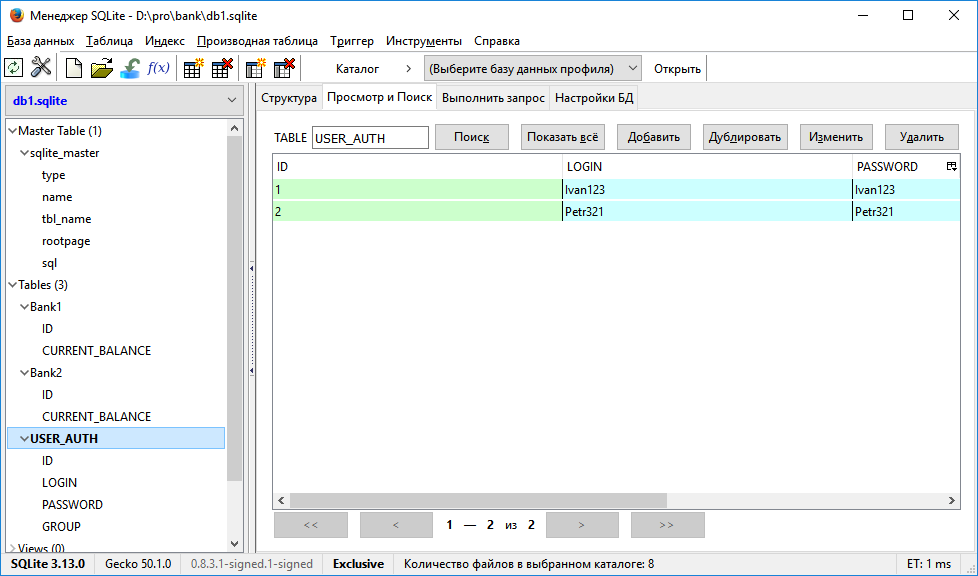 Менеджер SQLite - D:\pro\bank\db1.sqlite
База данных Таблица Индекс Производная таблица Триггер Инструменты Справка
f(x) Каталог > (Выберите базу данных профиля) Открыть
db1.sqlite
Структура Просмотр и Поиск Выполнить запрос Настройки БД
Master Table (1)
sqlite_master
type
name
tbl_name
rootpage
sql
Tables (3)
Bank1
ID
CURRENT_BALANCE
Bank2
ID
CURRENT_BALANCE
USER_AUTH
ID
LOGIN
PASSWORD
GROUP
Views (0)
TABLE USER_AUTH Поиск Показать всё Добавить Дублировать Изменить Удалить
ID LOGIN PASSWORD
1 Ivan123 Ivan123
2 Petr321 Petr321
<< < 1 — 2 из 2 > >>
SQLite 3.13.0 Gecko 50.1.0 0.8.3.1-signed.1-signed Exclusive Количество файлов в выбранном каталоге: 8 ET: 1 ms